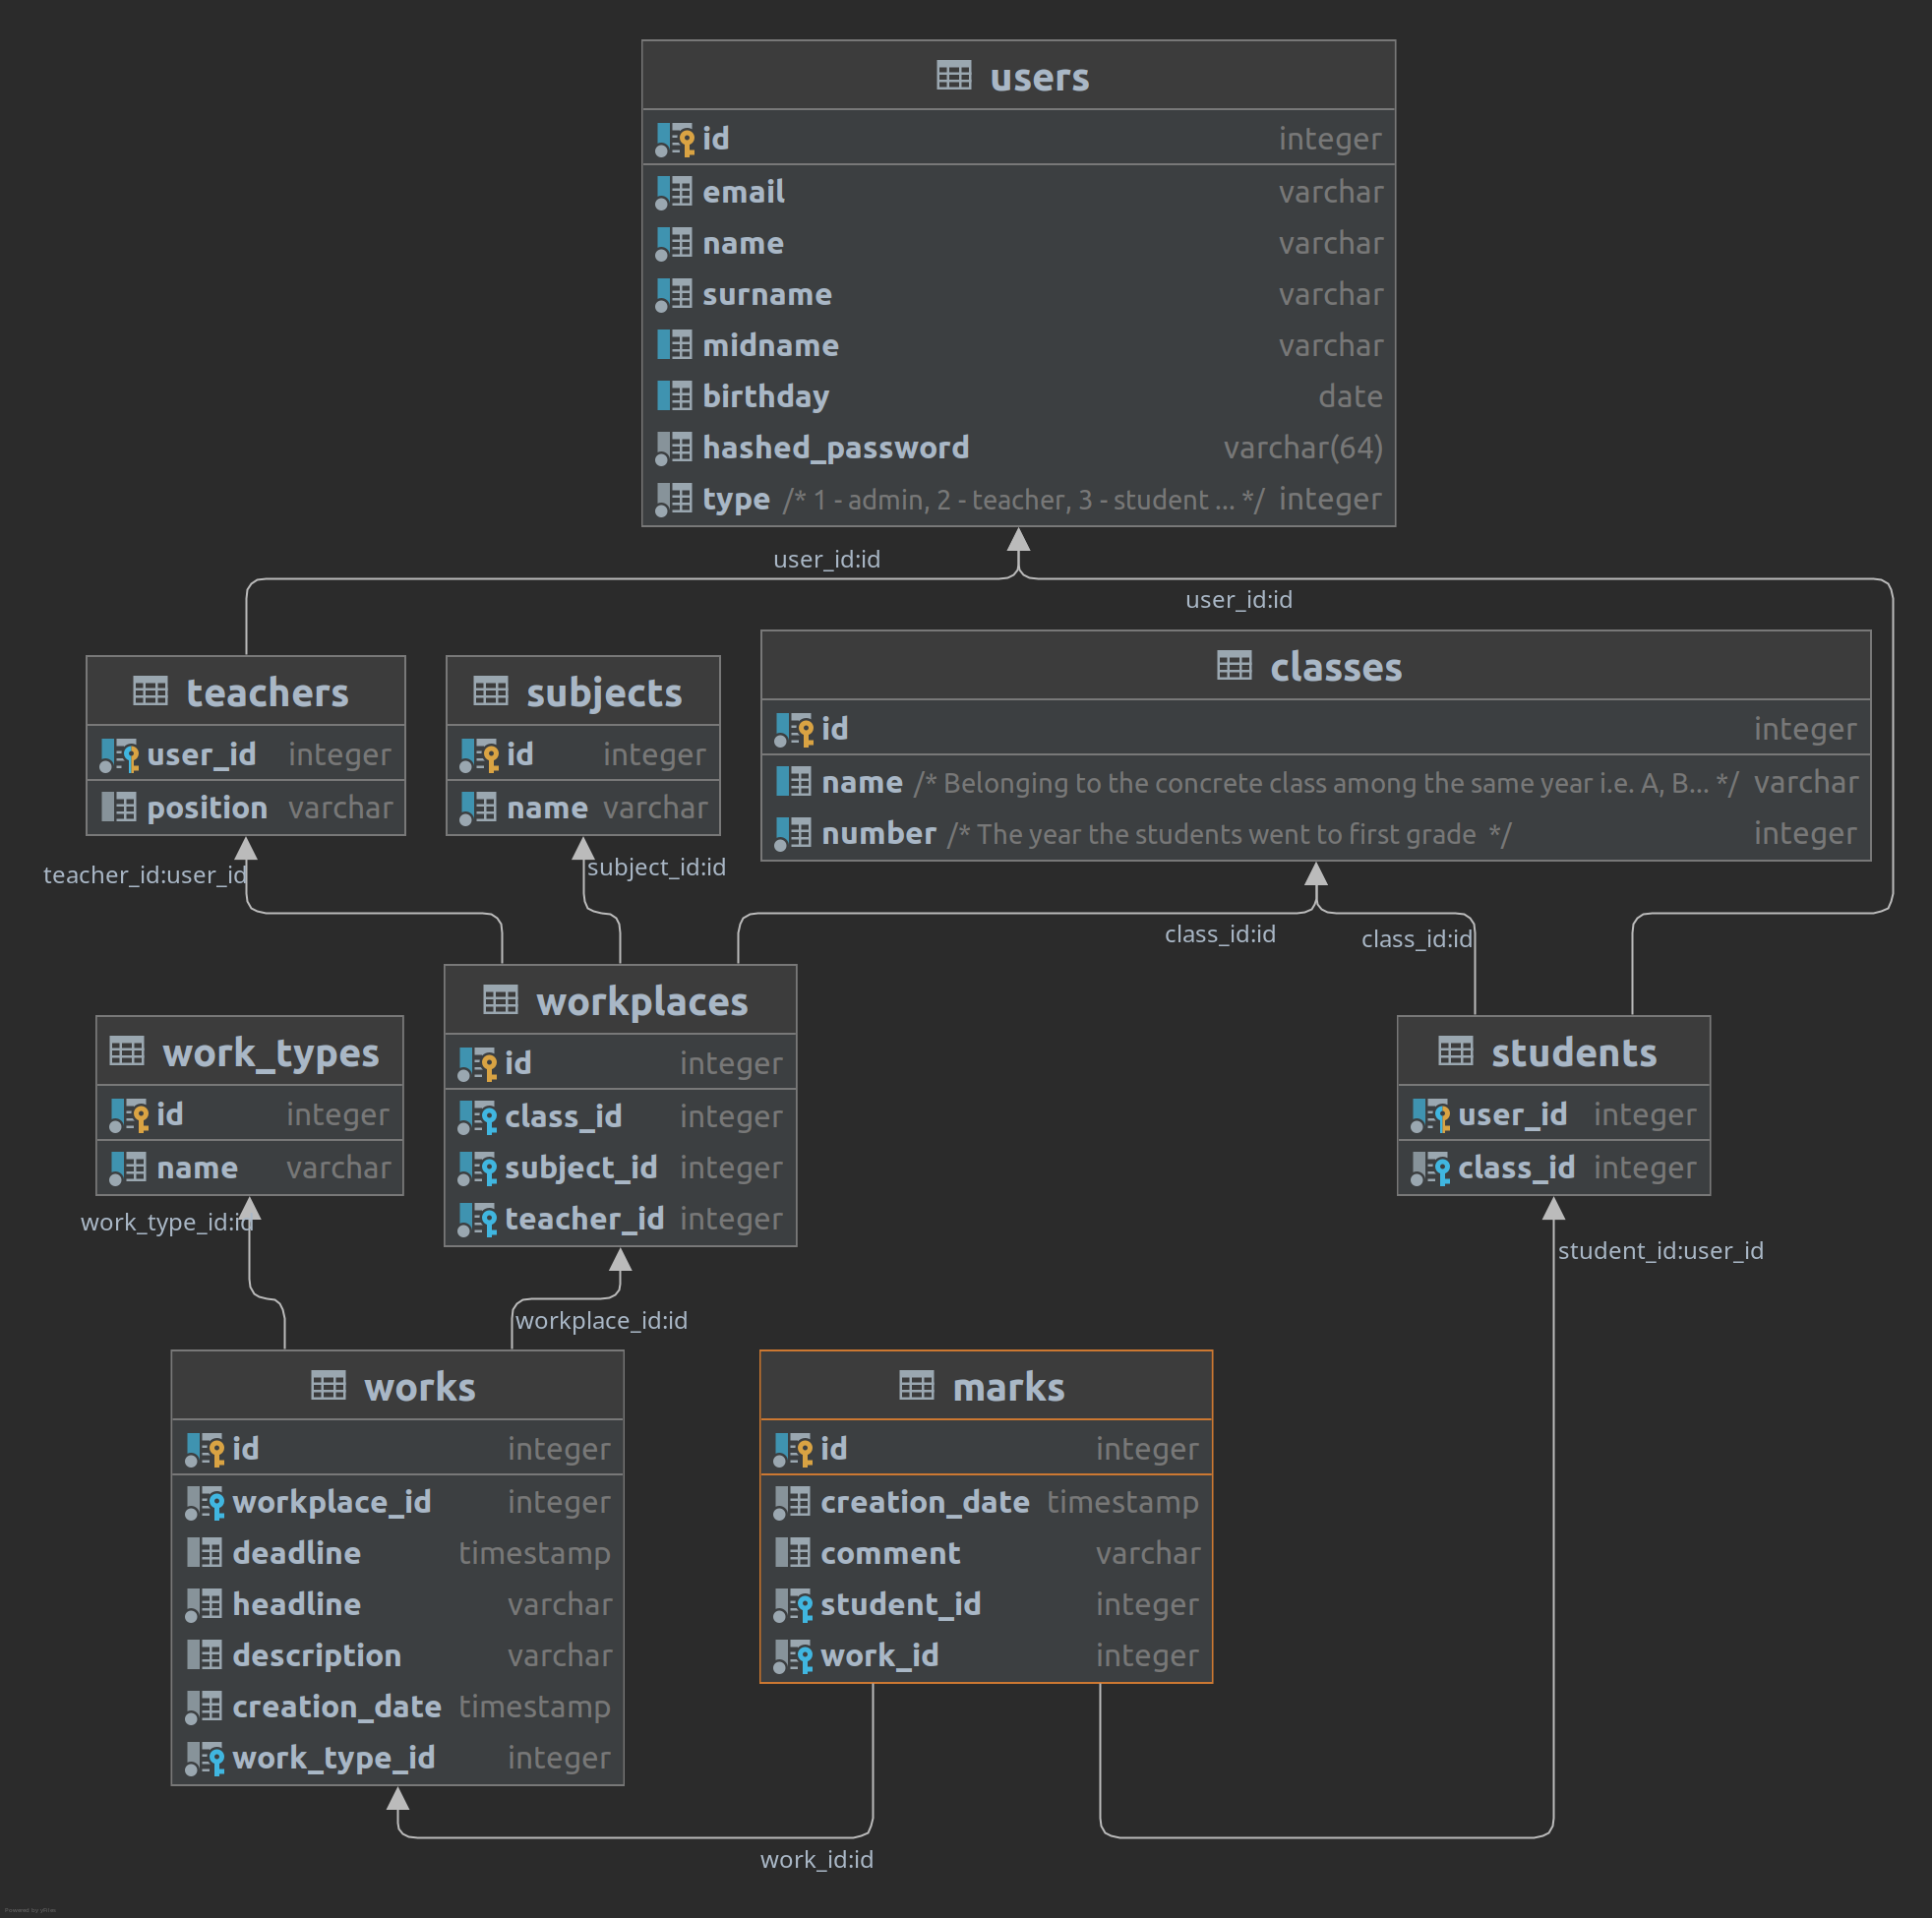 users
id integer
email varchar
name varchar
surname varchar
midname varchar
birthday date
hashed_password varchar(64)
type /* 1 - admin, 2 - teacher, 3 - student ... */ integer
user_id:id
user_id:id
teachers
user_id integer
position varchar
subjects
id integer
name varchar
classes
id integer
name /* Belonging to the concrete class among the same year i.e. A, B... */ varchar
number /* The year the students went to first grade */ integer
teacher_id:user_id
subject_id:id
class_id:id
class_id:id
work_types
id integer
name varchar
workplaces
id integer
class_id integer
subject_id integer
teacher_id integer
students
user_id integer
class_id integer
work_type_id:id
workplace_id:id
student_id:user_id
works
id integer
workplace_id integer
deadline timestamp
headline varchar
description varchar
creation_date timestamp
work_type_id integer
marks
id integer
creation_date timestamp
comment varchar
student_id integer
work_id integer
work_id:id
Powered by yFiles